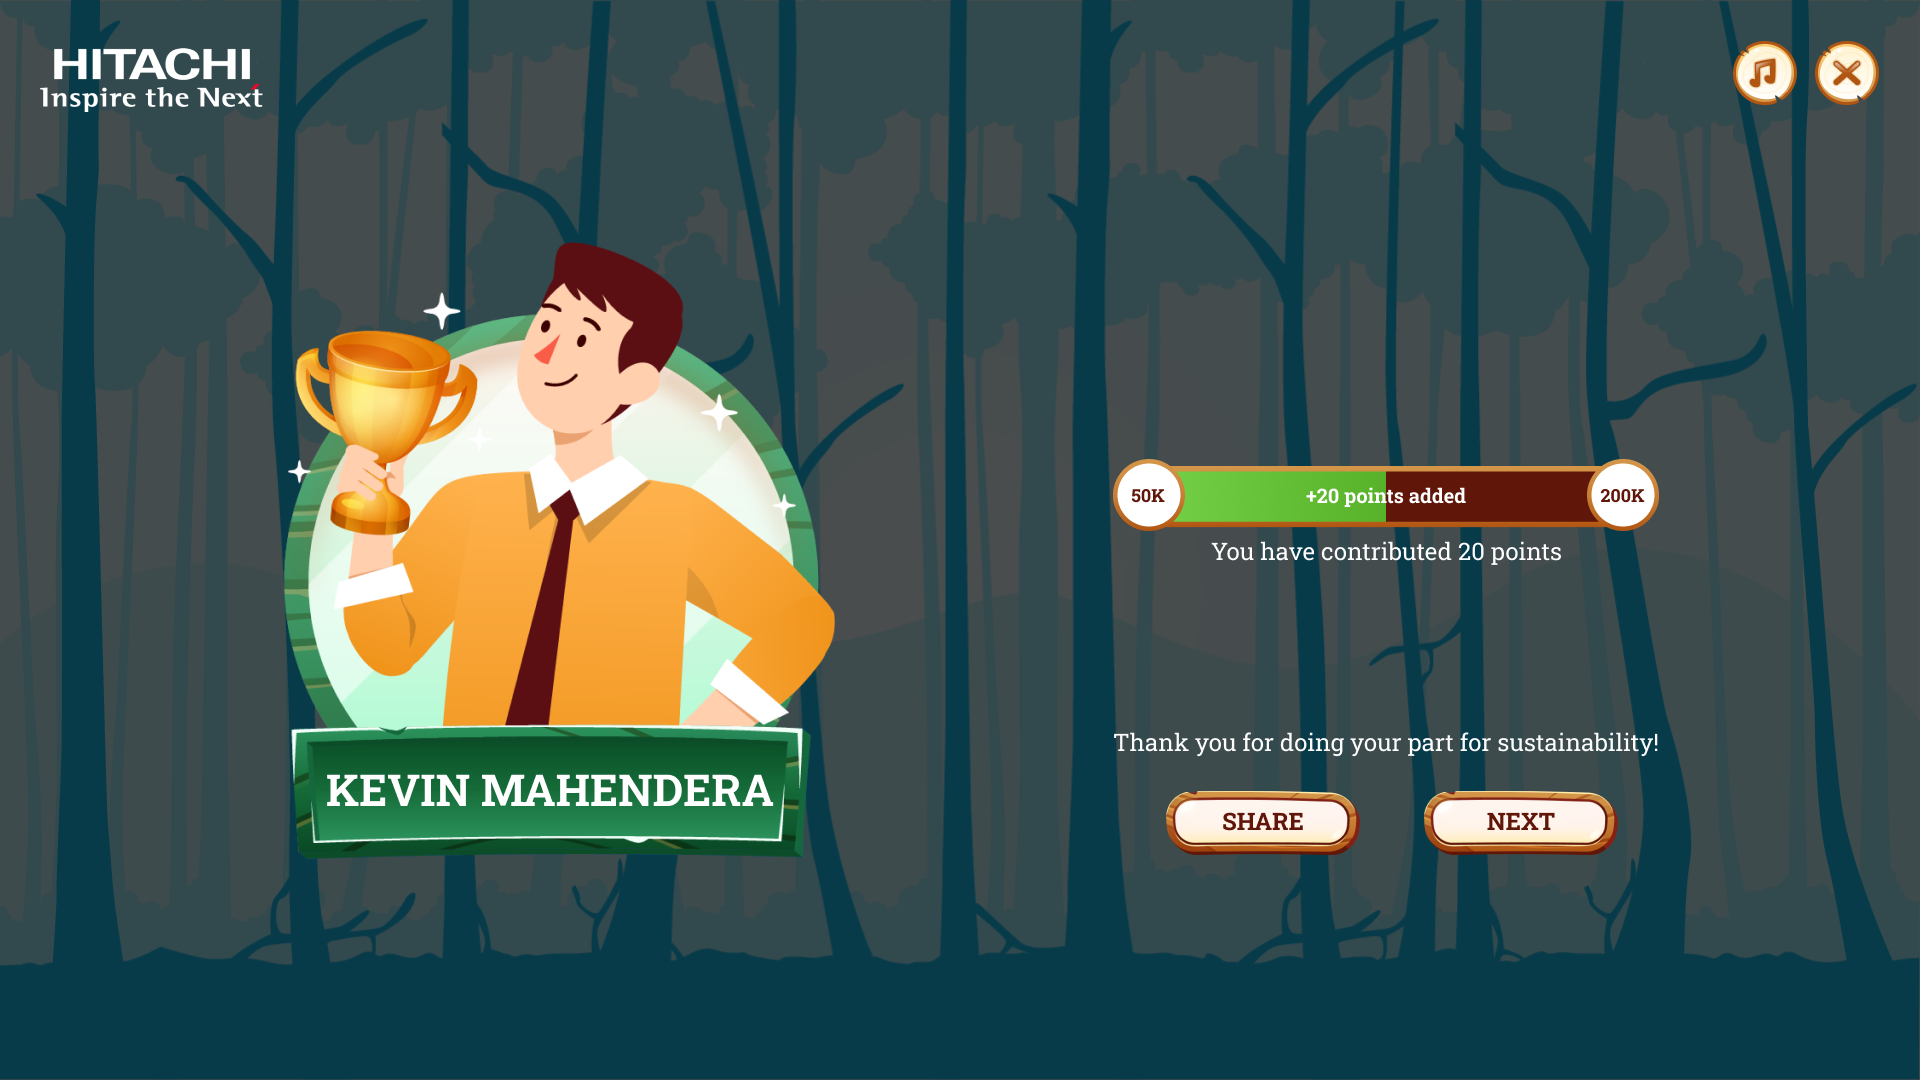 HITACHI
Inspire the Next
KEVIN MAHENDERA
50K
+20 points added
200K
You have contributed 20 points
Thank you for doing your part for sustainability!
SHARE
NEXT